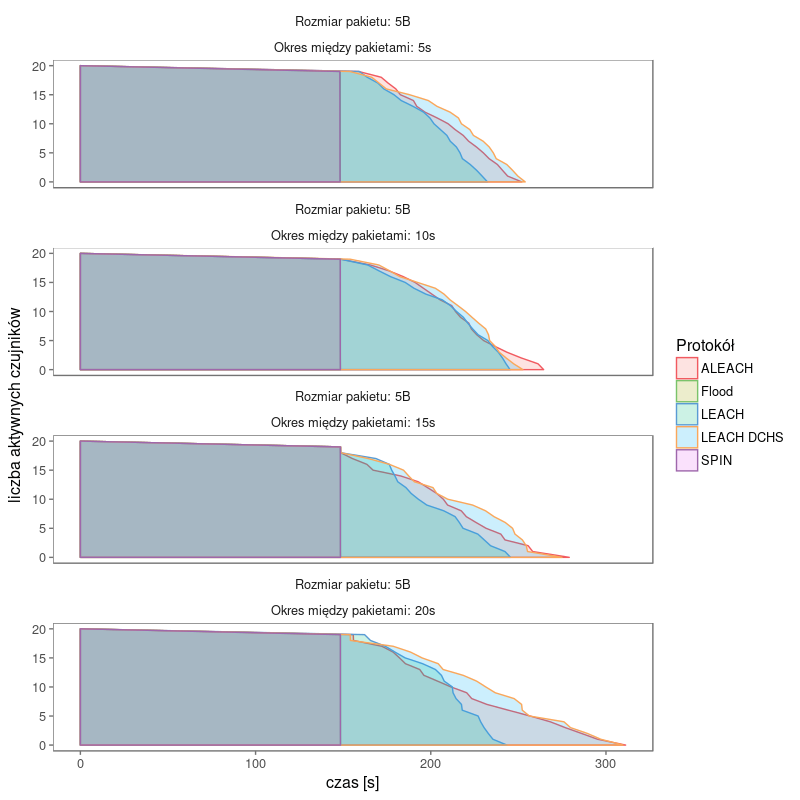 Rozmiar pakietu: 5B
Okres między pakietami: 5s
20
15
10
5
0
Rozmiar pakietu: 5B
Okres między pakietami: 10s
20
15
10
5
0
Rozmiar pakietu: 5B
Okres między pakietami: 15s
20
15
10
5
0
Rozmiar pakietu: 5B
Okres między pakietami: 20s
20
15
10
5
0
0 100 200 300
czas [s]
liczba aktywnych czujników
Protokół
ALEACH
Flood
LEACH
LEACH DCHS
SPIN